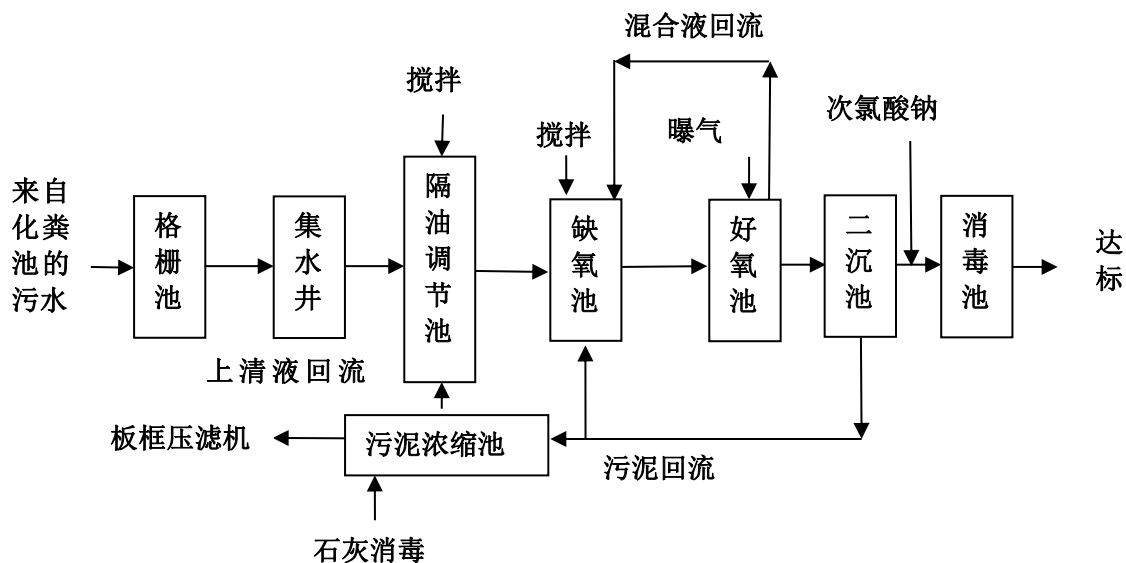 混合液回流
搅拌
次氯酸钠
曝气
搅拌
来自
化粪
池的
污水
格
栅
池
集
水
井
隔
油
调
节
池
缺
氧
池
好
氧
池
二
沉
池
消
毒
池
达
标
上清液回流
板框压滤机
污泥浓缩池
污泥回流
石灰消毒